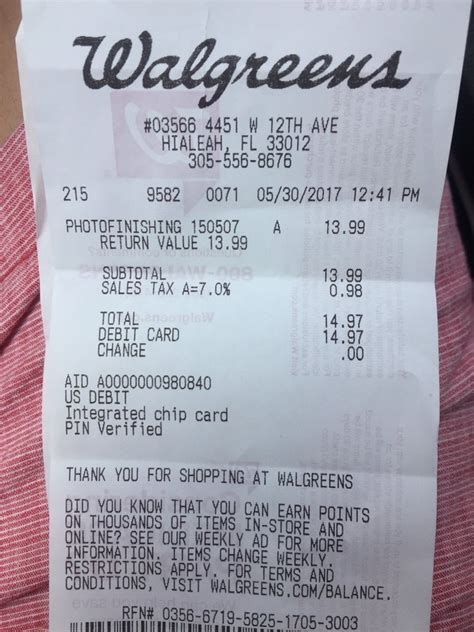 Walgreens
#03566 4451 W 12TH AVE
HIALEAH, FL 33012
305-556-8676
215 9582 0071 05/30/2017 12:41 PM
PHOTOFINISHING 150507 A 13.99
RETURN VALUE 13.99
SUBTOTAL 13.99
SALES TAX A=7.0% 0.98
TOTAL 14.97
DEBIT CARD 14.97
CHANGE .00
AID A0000000980840
US DEBIT
Integrated chip card
PIN Verified
THANK YOU FOR SHOPPING AT WALGREENS
DID YOU KNOW THAT YOU CAN EARN POINTS
ON THOUSANDS OF ITEMS IN-STORE AND
ONLINE? SEE OUR WEEKLY AD FOR MORE
INFORMATION. ITEMS CHANGE WEEKLY.
RESTRICTIONS APPLY. FOR TERMS AND
CONDITIONS, VISIT WALGREENS.COM/BALANCE.
RFN# 0356-6719-5825-1705-3003